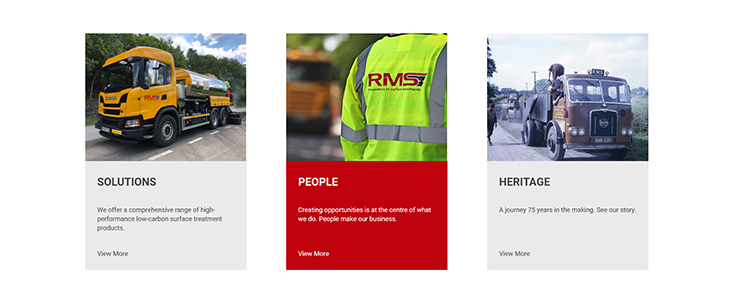 RMS
RMS
RMS
SOLUTIONS
We offer a comprehensive range of high-
performance low-carbon surface treatment
products.
View More
PEOPLE
Creating opportunities is at the centre of what
we do. People make our business.
View More
HERITAGE
A journey 75 years in the making. See our story.
View More